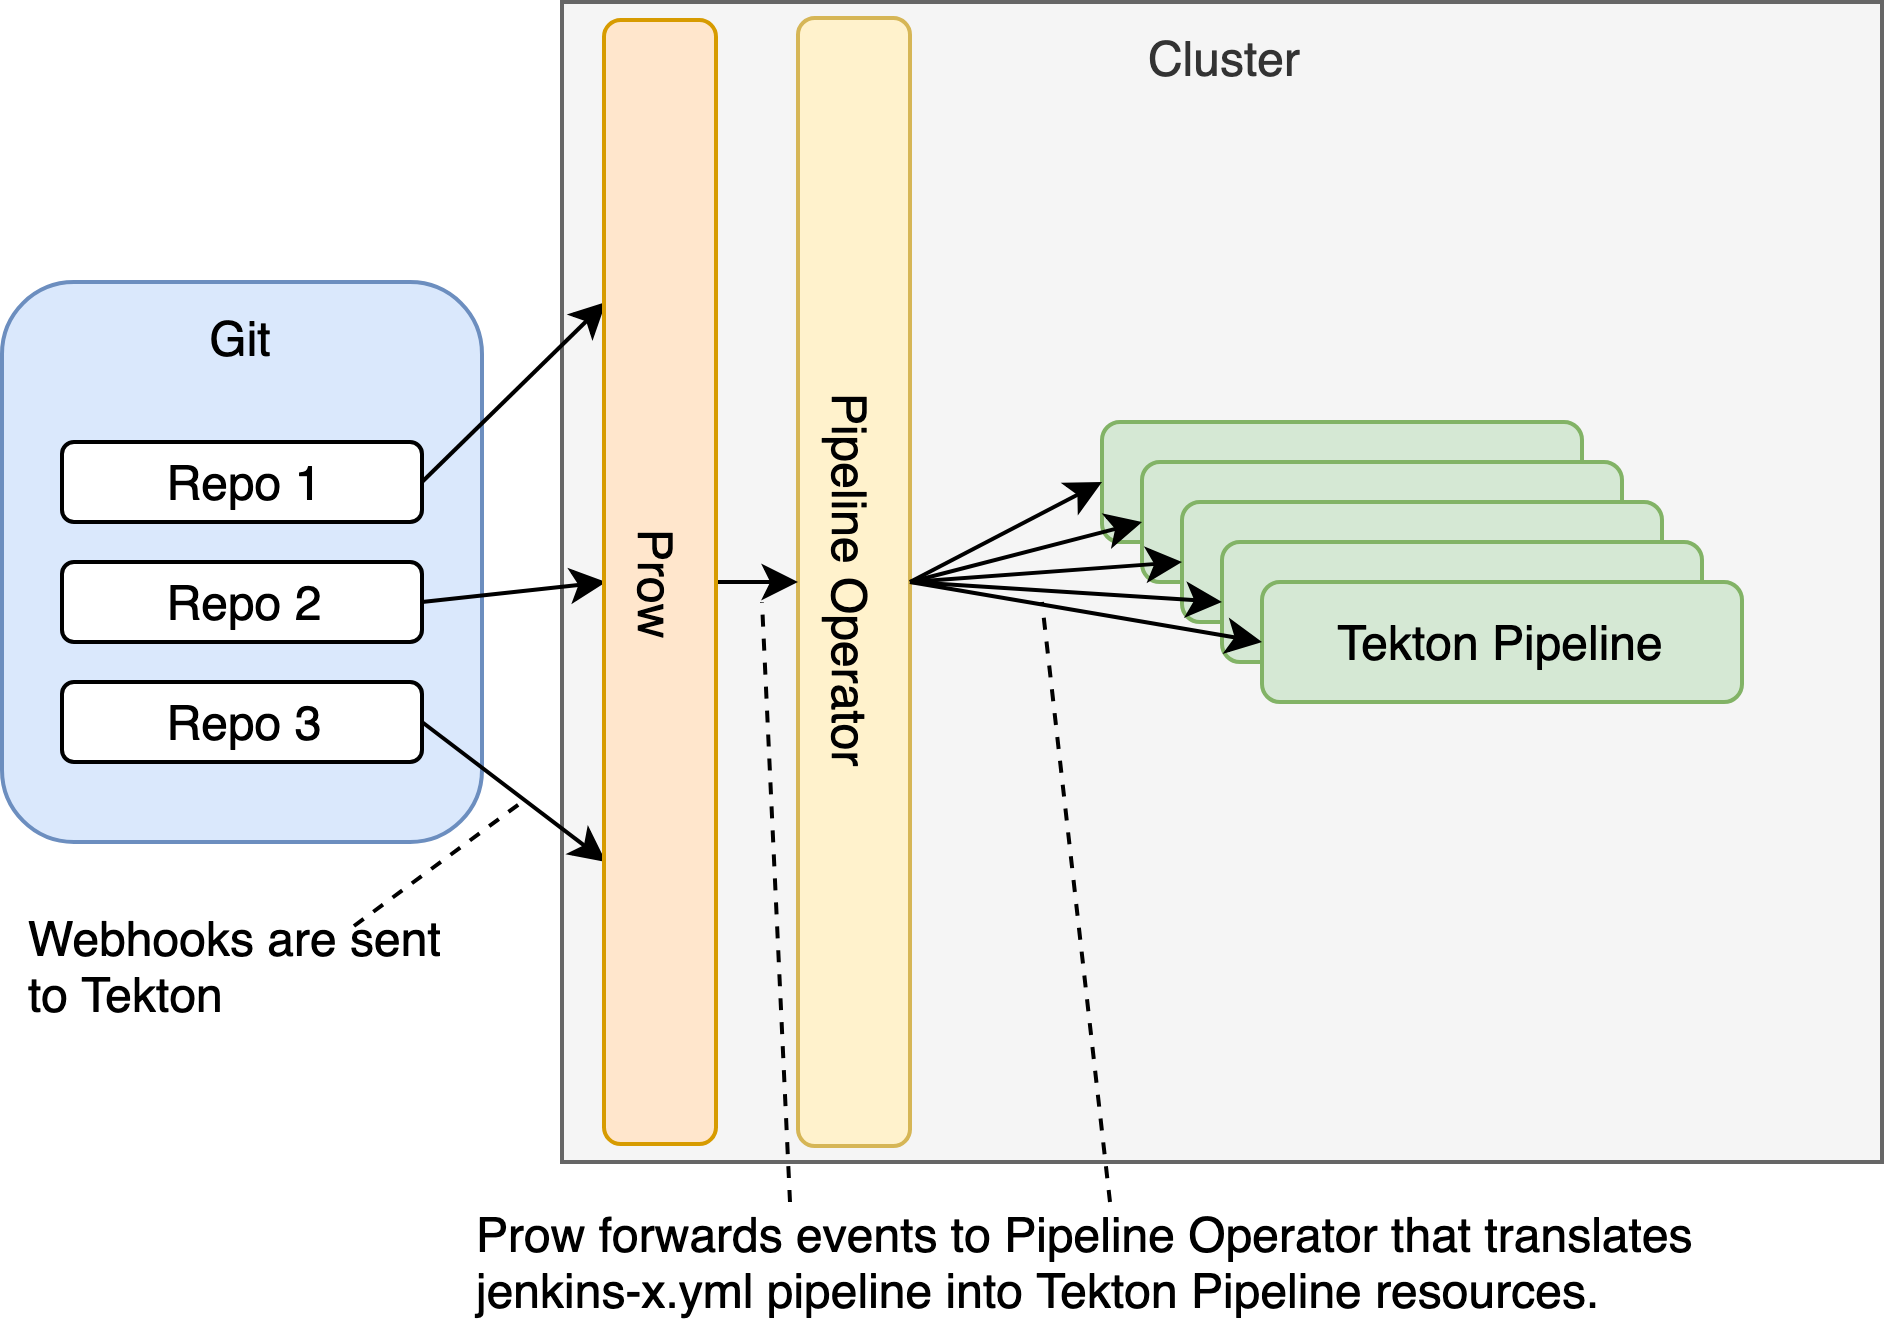 Cluster
Git
Repo 1
Repo 2
Repo 3
Prow
Pipeline Operator
Tekton Pipeline
Webhooks are sent
to Tekton
Prow forwards events to Pipeline Operator that translates
jenkins-x.yml pipeline into Tekton Pipeline resources.